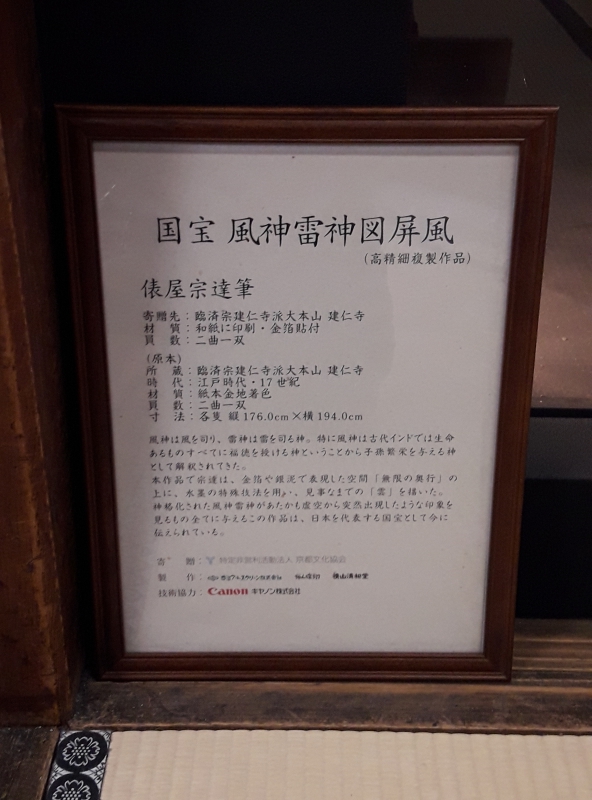 国宝 風神雷神図屏風
(高精細複製作品)
俵屋宗達筆
寄贈先：臨済宗建仁寺派大本山 建仁寺
材　質：和紙に印刷・金箔貼付
員　数：二曲一双
(原本)
所　蔵：臨済宗建仁寺派大本山 建仁寺
時　代：江戸時代・17世紀
材　質：紙本金地着色
員　数：二曲一双
寸　法：各隻 縦176.0cm×横194.0cm
風神は風を司り、雷神は雷を司る神。特に風神は古代インドでは生命
あるものすべてに福徳を授ける神ということから子孫繁栄を与える神
として解釈されてきた。
本作品で宗達は、金箔や銀泥で表現した空間「無限の奥行」の
上に、水墨の特殊技法を用い、見事なまでの「雲」を描いた。
神格化された風神雷神があたかも虚空から突然出現したような印象を
見るもの全てに与えるこの作品は、日本を代表する国宝として今に
伝えられている。
寄　贈：特定非営利活動法人 京都文化協会
製　作：
技術協力：Canon キヤノン株式会社